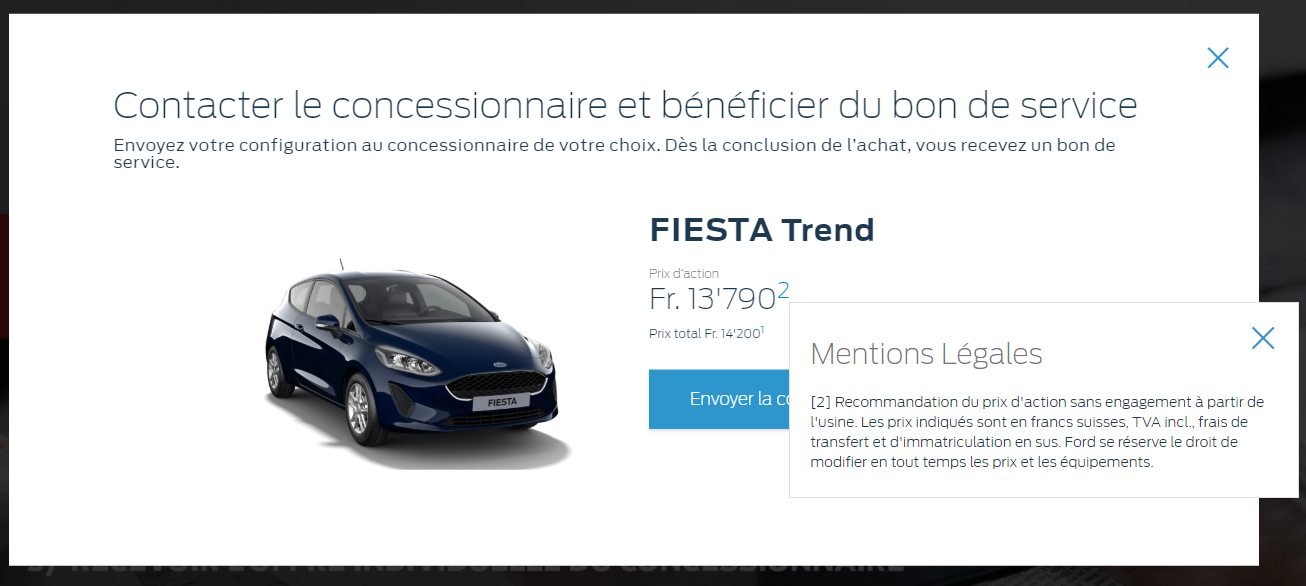 Contacter le concessionnaire et bénéficier du bon de service
Envoyez votre configuration au concessionnaire de votre choix. Dès la conclusion de l'achat, vous recevez un bon de
service.
FIESTA Trend
Prix d'action
Fr. 13'790²
Prix total Fr. 14'200¹
Envoyer la co
FIESTA
Mentions Légales
[2] Recommandation du prix d'action sans engagement à partir de
l'usine. Les prix indiqués sont en francs suisses, TVA incl., frais de
transfert et d'immatriculation en sus. Ford se réserve le droit de
modifier en tout temps les prix et les équipements.